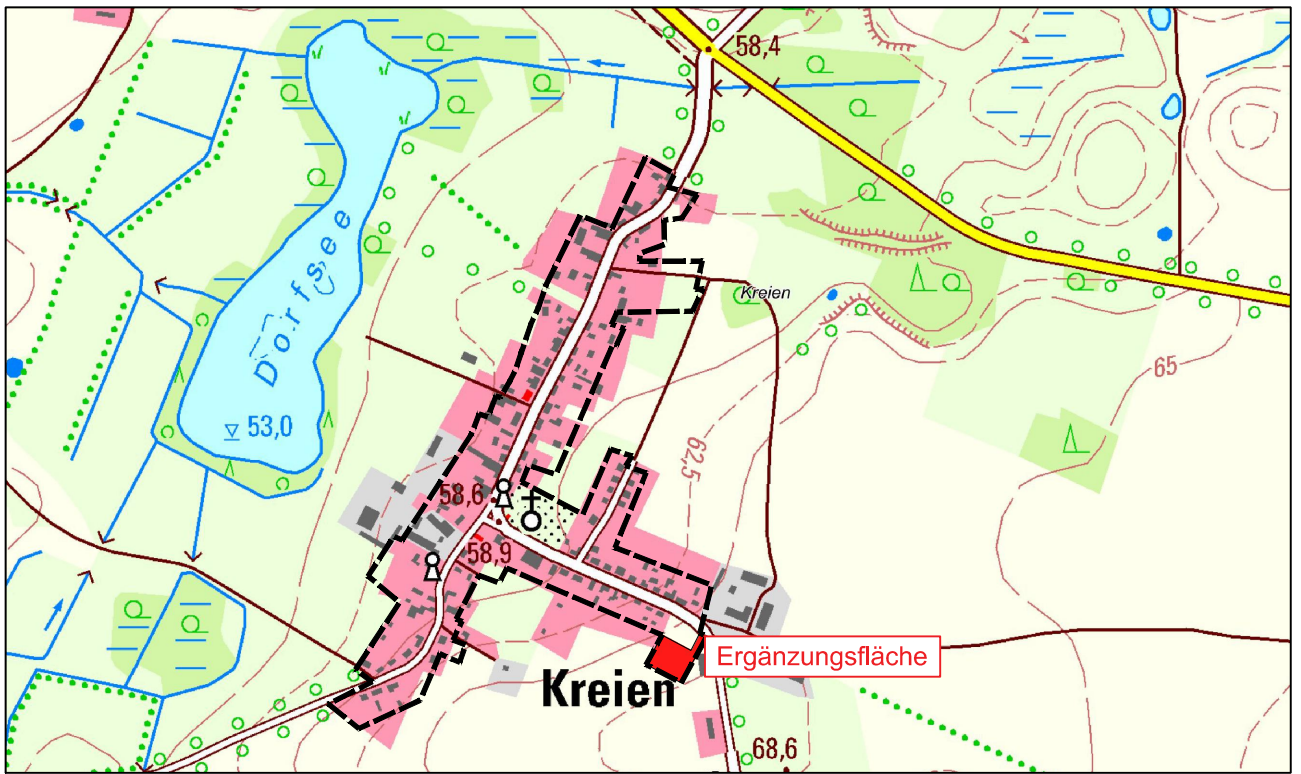 58,4
Dorfsee
Kreien
65
53,0
62,5
58,6
58,9
Ergänzungsfläche
Kreien
68,6